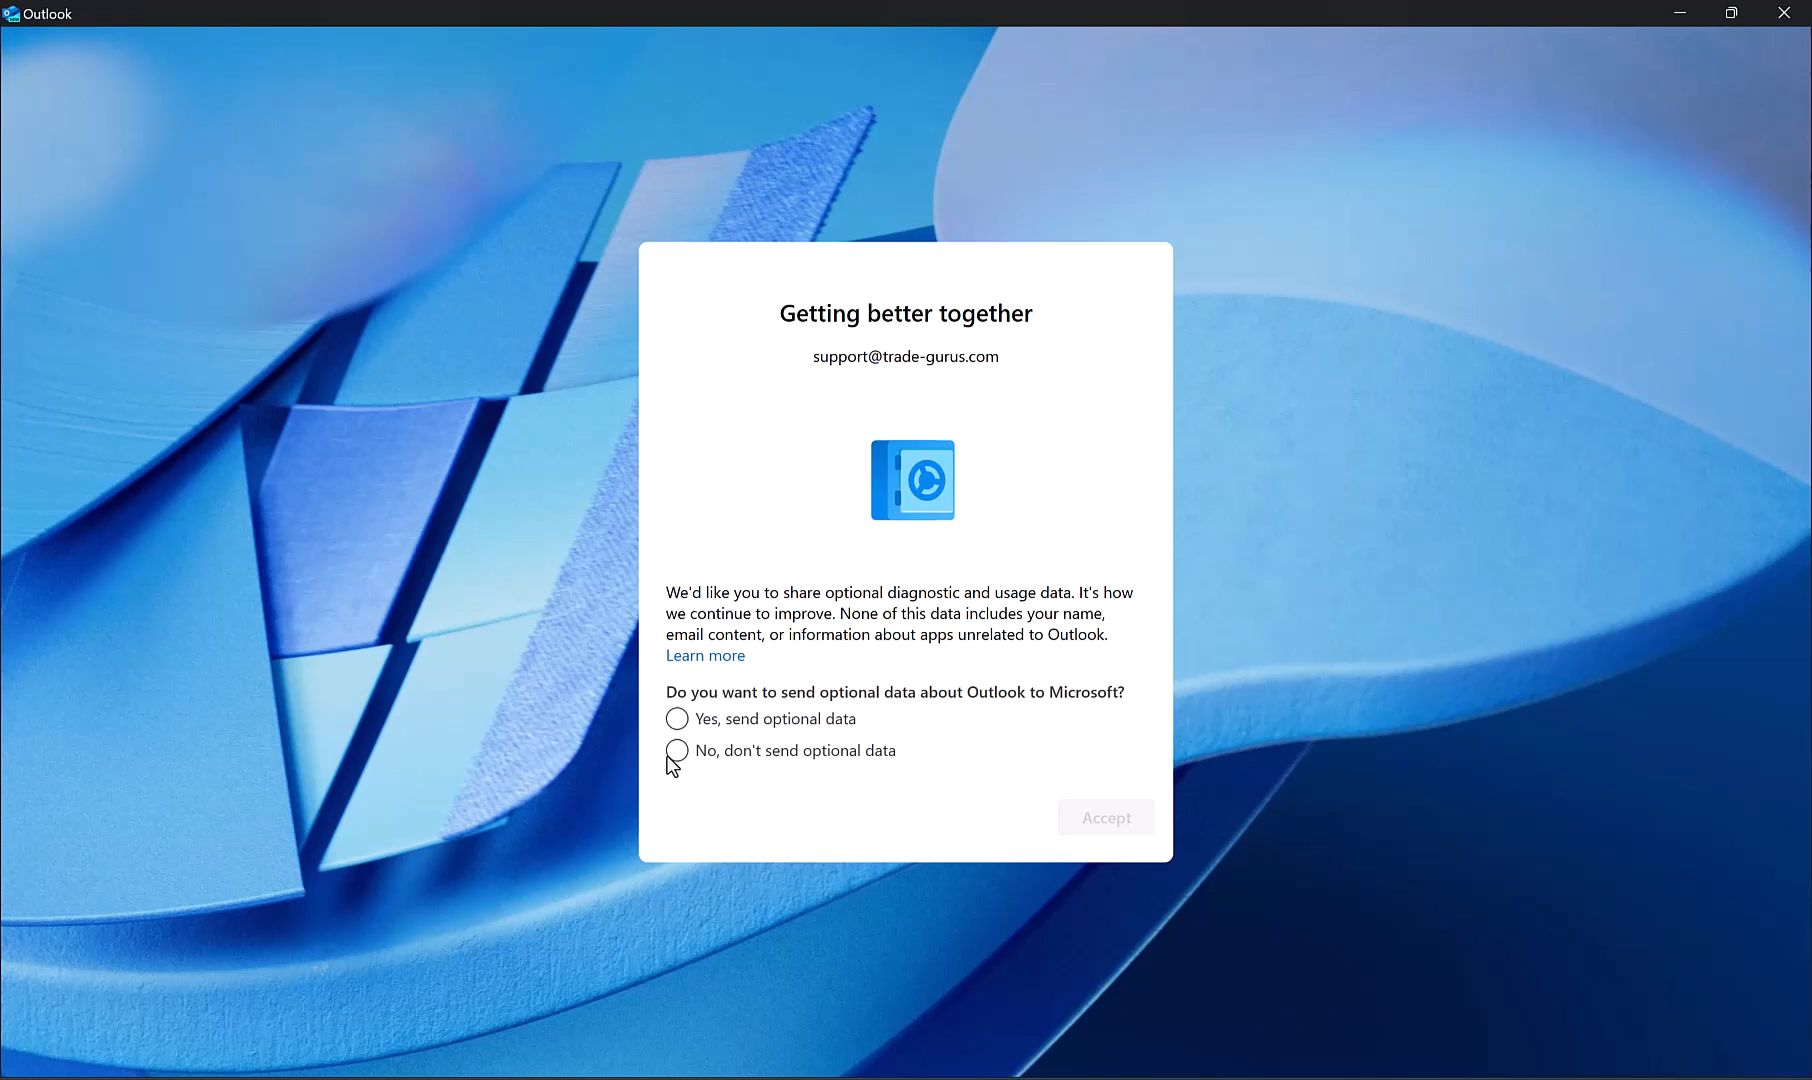 Outlook
Getting better together
support@trade-gurus.com
We'd like you to share optional diagnostic and usage data. It's how
we continue to improve. None of this data includes your name,
email content, or information about apps unrelated to Outlook.
Learn more
Do you want to send optional data about Outlook to Microsoft?
Yes, send optional data
No, don't send optional data
Accept